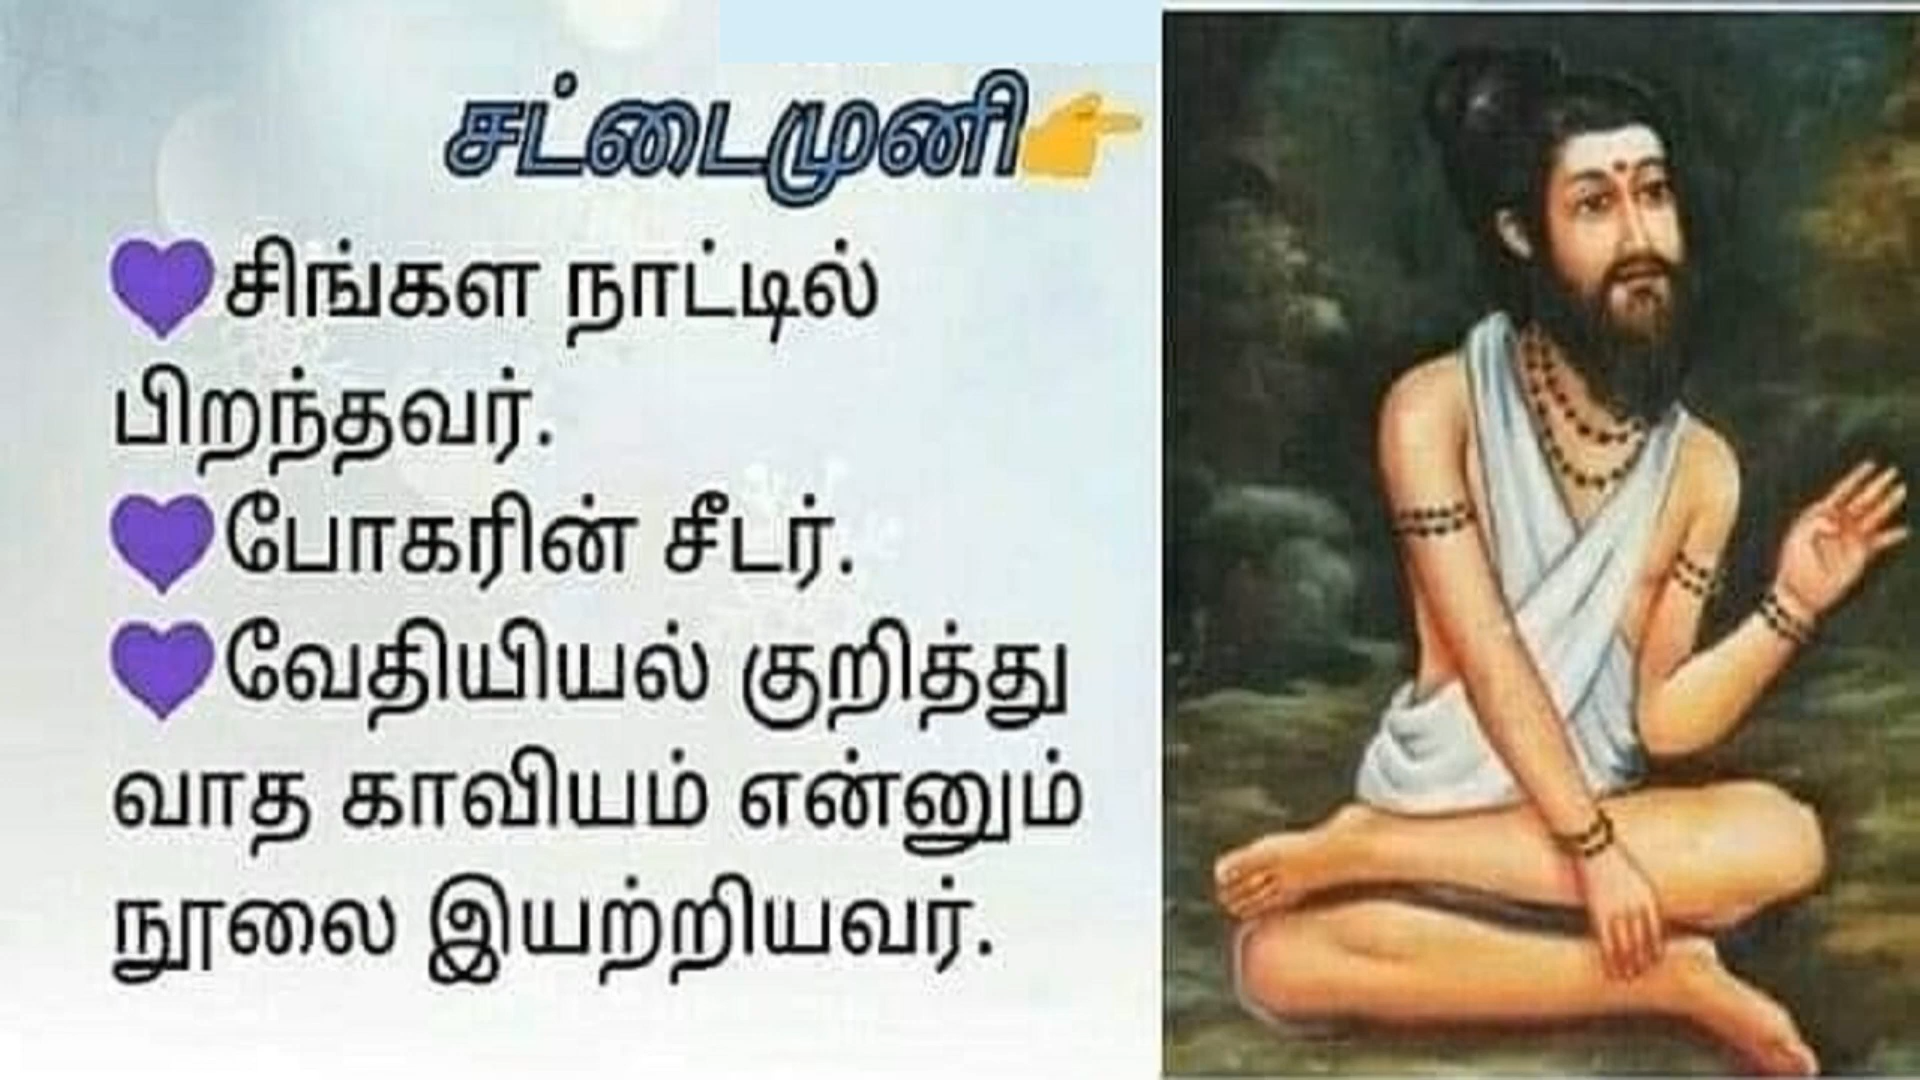 சட்டைமுனி👉
💜சிங்கள நாட்டில்
பிறந்தவர்.
💜போகரின் சீடர்.
💜வேதியியல் குறித்து
வாத காவியம் என்னும்
நூலை இயற்றியவர்.